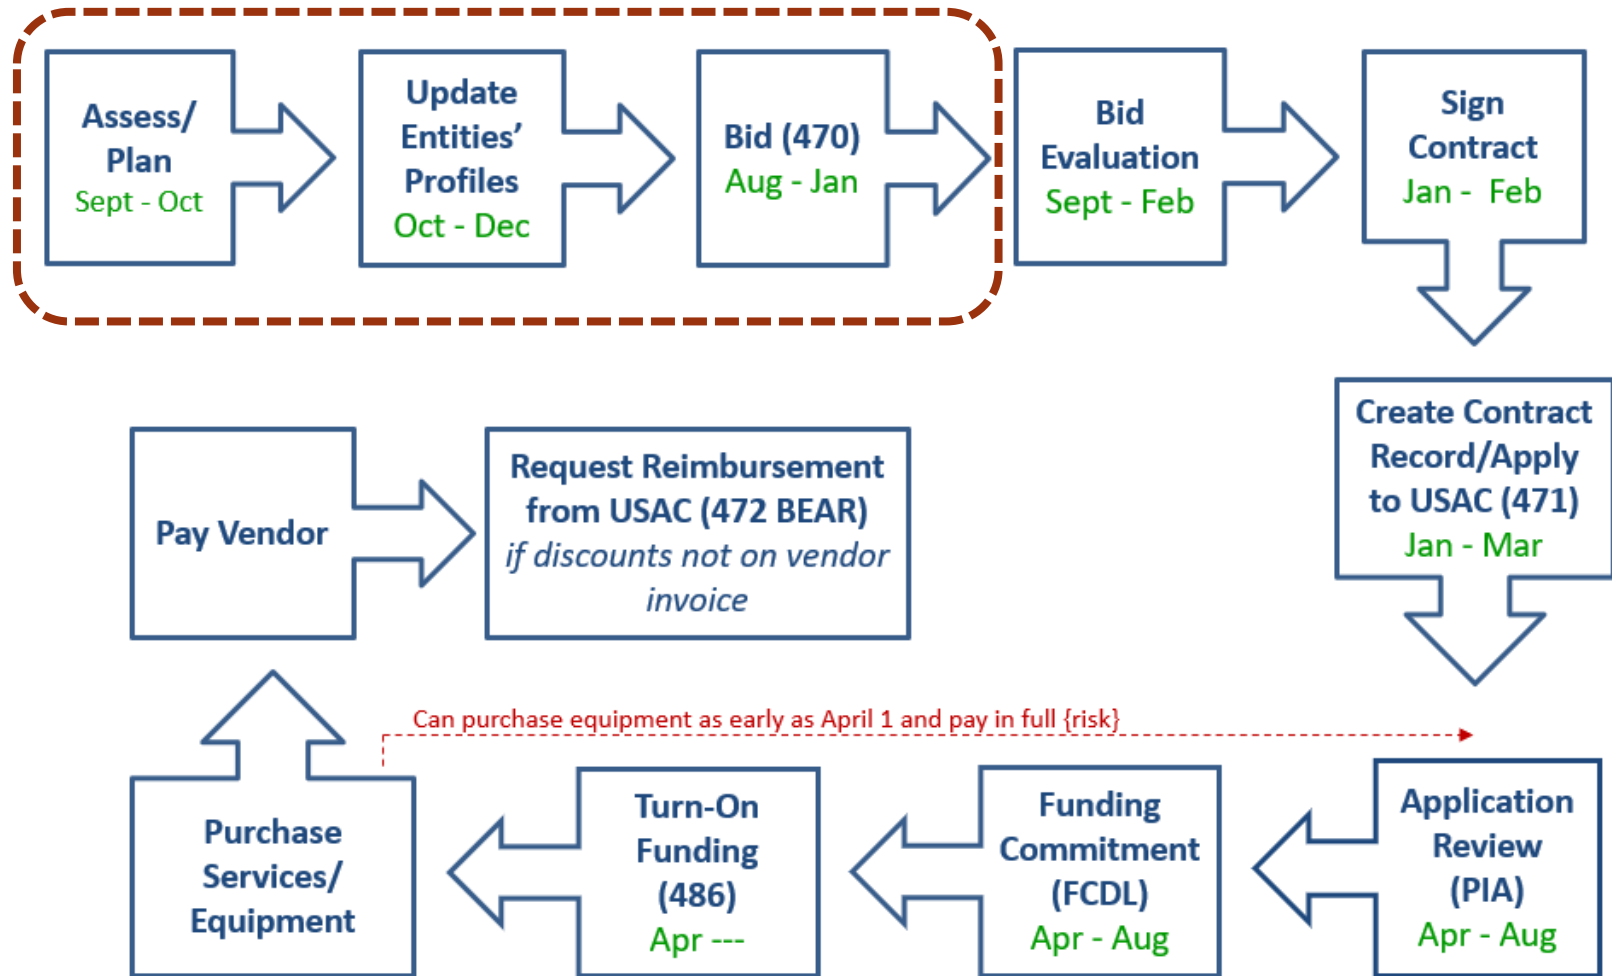 Assess/
Plan
Sept - Oct
Update
Entities’
Profiles
Oct - Dec
Bid (470)
Aug - Jan
Bid
Evaluation
Sept - Feb
Sign
Contract
Jan - Feb
Create Contract
Record/Apply
to USAC (471)
Jan - Mar
Application
Review
(PIA)
Apr - Aug
Funding
Commitment
(FCDL)
Apr - Aug
Turn-On
Funding
(486)
Apr ---
Can purchase equipment as early as April 1 and pay in full {risk}
Purchase
Services/
Equipment
Pay Vendor
Request Reimbursement
from USAC (472 BEAR)
if discounts not on vendor
invoice